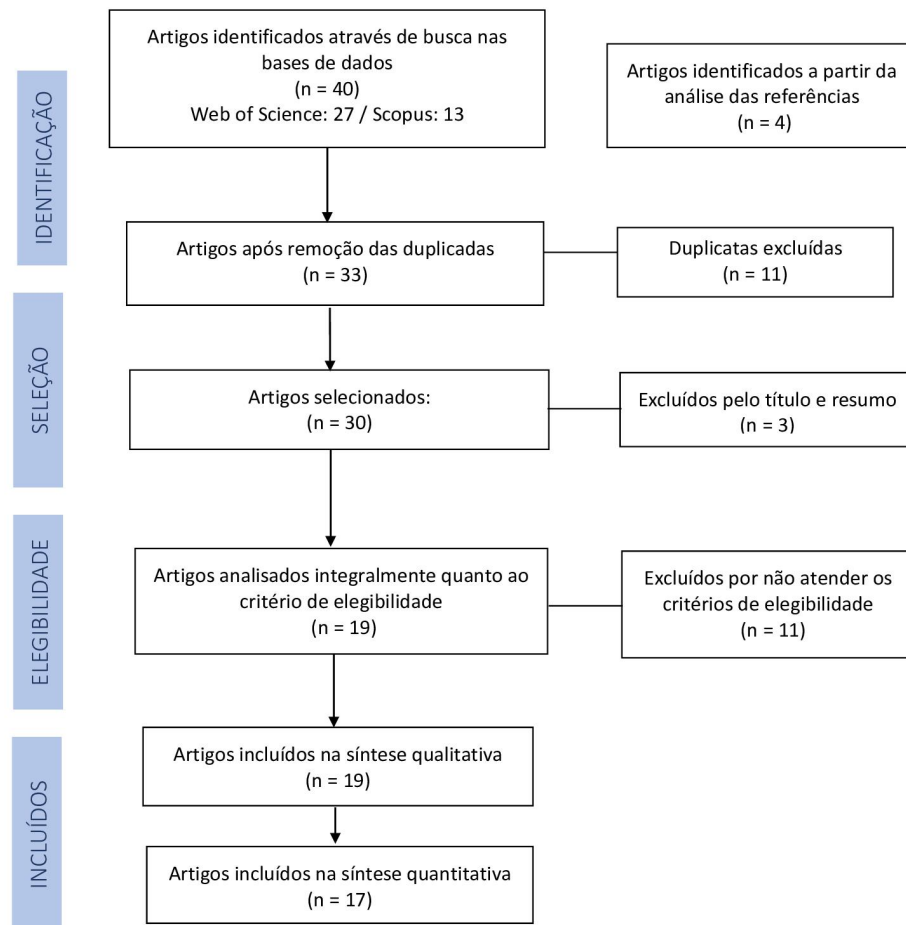 Artigos identificados através de busca nas
bases de dados
(n = 40)
Web of Science: 27 / Scopus: 13
Artigos identificados a partir da
análise das referências
(n = 4)
IDENTIFICAÇÃO
Artigos após remoção das duplicadas
(n = 33)
Duplicatas excluídas
(n = 11)
SELEÇÃO
Artigos selecionados:
(n = 30)
Excluídos pelo título e resumo
(n = 3)
ELEGIBILIDADE
Artigos analisados integralmente quanto ao
critério de elegibilidade
(n = 19)
Excluídos por não atender os
critérios de elegibilidade
(n = 11)
INCLUÍDOS
Artigos incluídos na síntese qualitativa
(n = 19)
Artigos incluídos na síntese quantitativa
(n = 17)